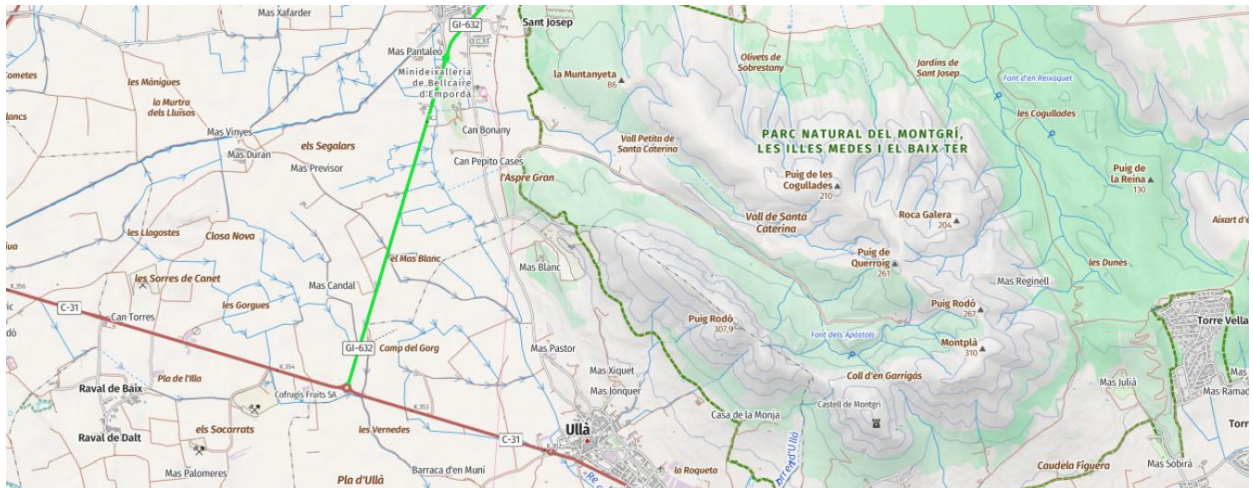 Mas Xafarder
GI-632
Sant Josep
C-31
Mas Pantaleo
Olivets de
Sobrestany
Jardins de
Sant Josep
Minideixalleria
de Bellcaire
d'Empordà
la Muntanyeta
86
Font d'en Reixaquet
Cometes
les Mànigues
la Murtra
dels Lluïsos
les Cogullades
Mas Vinyes
Can Bonany
Vall Petita de
Santa Caterina
PARC NATURAL DEL MONTGRÍ,
LES ILLES MEDES I EL BAIX TER
els Segalars
Mas Duran
Mas Previsor
Can Pepito Cases
l'Aspre Gran
Puig de les
Cogullades
210
Puig de
la Reina
130
Roca Galera
204
Vall de Santa
Caterina
les Llagostes
Closa Nova
Puig de
Querroig
261
el Mas Blanc
Mas Blanc
les Dunes
les Sorres de Canet
Mas Candal
Mas Reginell
K.356
C-31
les Gorgues
Can Torres
Puig Rodó
307,9
Puig Rodó
267
Torre Vella
Font dels Apòstols
Montplà
310
GI-632
Camp del Gorg
Mas Pastor
K.354
Pla de l'Illa
Coll d'en Garrigàs
Mas Xiquet
Mas Julià
Raval de Baix
Cofrugis Fruits SA
Mas Jonquer
K.353
Castell de Montgrí
Casa de la Monja
Ullà
els Socarrats
les Vernedes
C-31
Raval de Dalt
Mas Palomeres
Barraca d'en Muní
la Roqueta
Caudela Figuera
Mas Sobirà
Pla d'Ullà